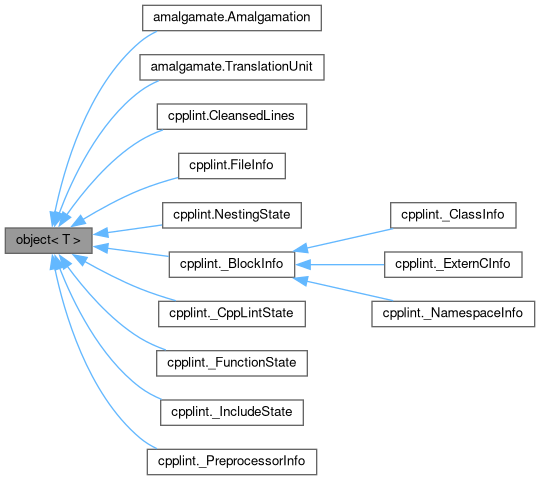 amalgamate.Amalgamation
amalgamate.TranslationUnit
cpplint.CleansedLines
cpplint.FileInfo
cpplint.NestingState
object< T >
cpplint._BlockInfo
cpplint._ClassInfo
cpplint._ExternCInfo
cpplint._NamespaceInfo
cpplint._CppLintState
cpplint._FunctionState
cpplint._IncludeState
cpplint._PreprocessorInfo